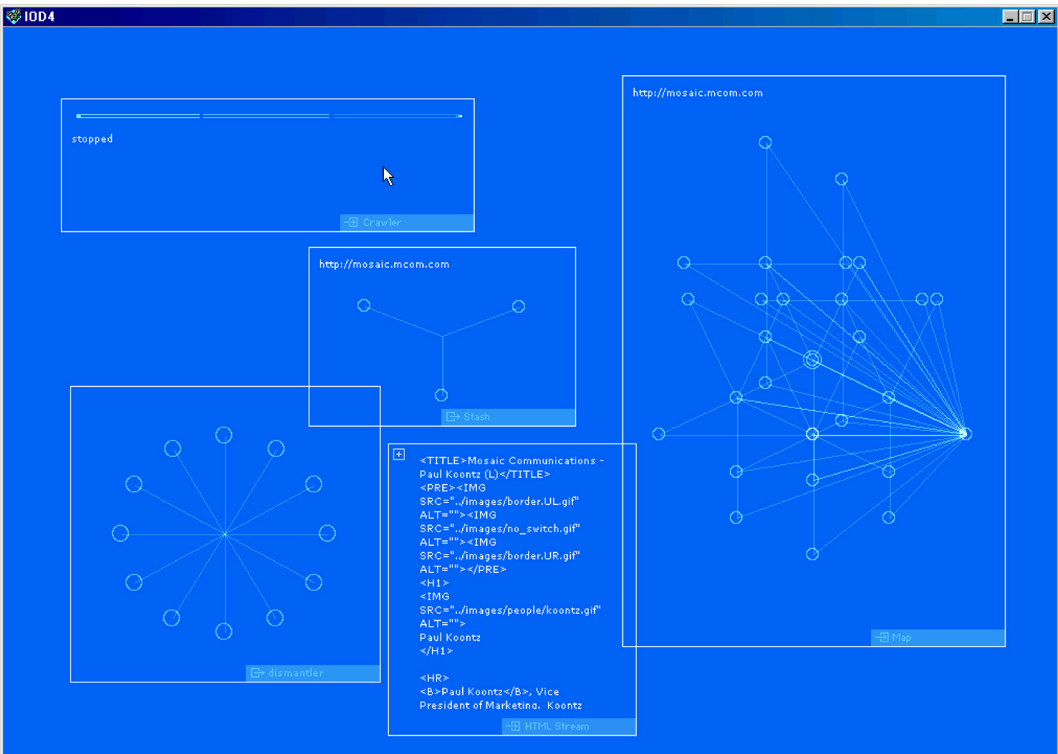 IOD4
stopped
Crawler
http://mosaic.mcom.com
Stash
dismantler
<TITLE>Mosaic Communications -
Paul Koontz (L)</TITLE>
<PRE><IMG
SRC="../images/border.UL.gif"
ALT=""><IMG
SRC="../images/no_switch.gif"
ALT=""><IMG
SRC="../images/border.UR.gif"
ALT=""></PRE>
<H1>
<IMG
SRC="../images/people/koontz.gif"
ALT="">
Paul Koontz
</H1>
<HR>
<B>Paul Koontz</B>, Vice
President of Marketing. Koontz
HTML Stream
http://mosaic.mcom.com
Map